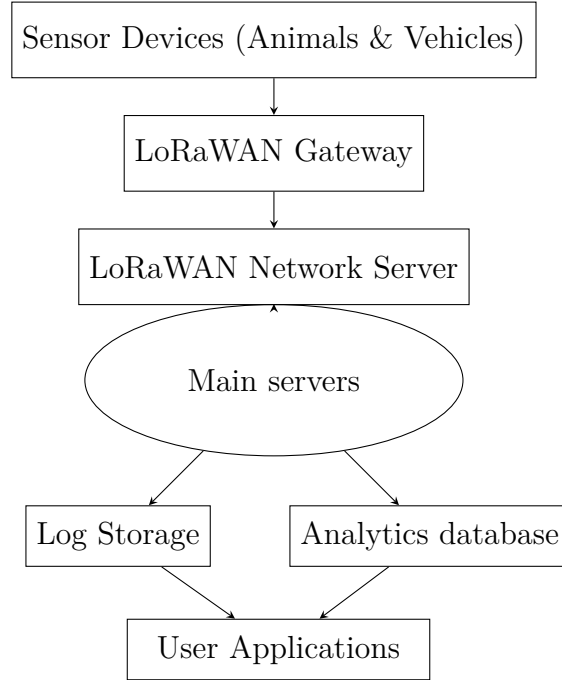 Sensor Devices (Animals & Vehicles)
LoRaWAN Gateway
LoRaWAN Network Server
Main servers
Log Storage
Analytics database
User Applications